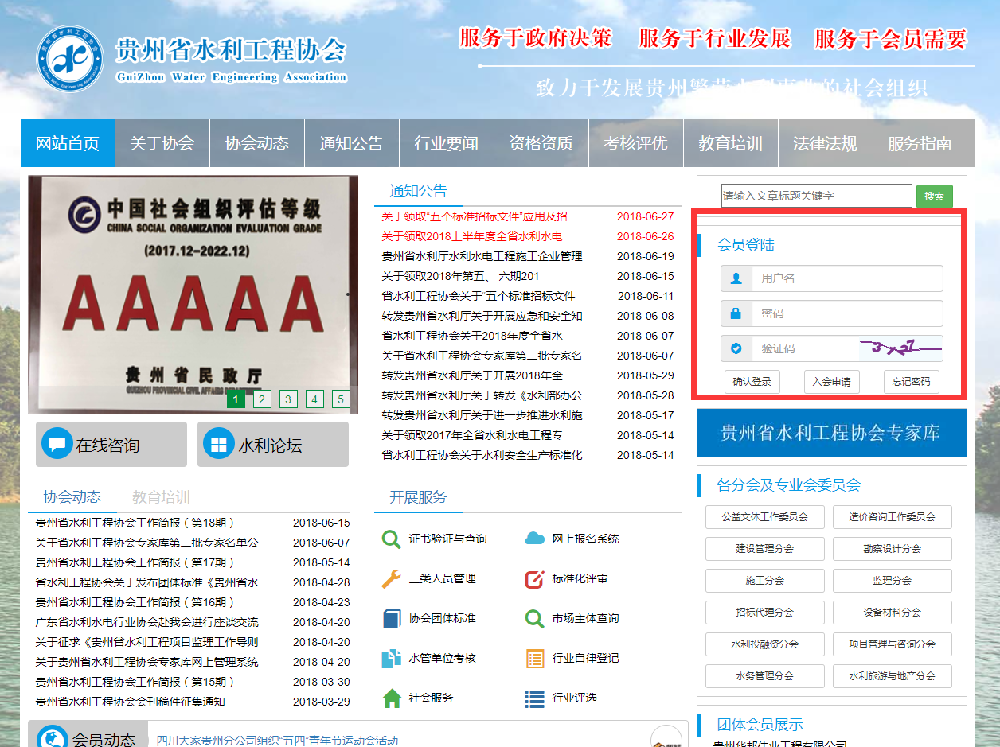 贵州省水利工程协会
GuiZhou Water Engineering Association
服务于政府决策 服务于行业发展 服务于会员需要
致力于发展贵州繁荣水利事业的社会组织
网站首页 关于协会 协会动态 通知公告 行业要闻 资格资质 考核评优 教育培训 法律法规 服务指南
中国社会组织评估等级
CHINA SOCIAL ORGANIZATION EVALUATION GRADE
(2017.12-2022.12)
AAAAA
贵州省民政厅
GUIZHOU PROVINCIAL CIVIL AFFAIRS DEPARTMENT
1 2 3 4 5
在线咨询 水利论坛
通知公告
关于领取“五个标准招标文件”应用及招 2018-06-27
关于领取2018上半年度全省水利水电 2018-06-26
贵州省水利厅水利水电工程施工企业管理 2018-06-19
关于领取2018年第五、 六期201 2018-06-15
省水利工程协会关于“五个标准招标文件 2018-06-11
转发贵州省水利厅关于开展应急和安全知 2018-06-08
省水利工程协会关于2018年度全省水 2018-06-07
关于省水利工程协会专家库第二批专家名 2018-06-07
转发贵州省水利厅关于开展2018年全 2018-05-29
转发贵州省水利厅关于转发《水利部办公 2018-05-28
转发贵州省水利厅关于进一步推进水利施 2018-05-17
关于领取2017年全省水利水电工程专 2018-05-14
省水利工程协会关于水利安全生产标准化 2018-05-14
请输入文章标题关键字 搜索
会员登陆
用户名
密码
验证码
确认登录 入会申请 忘记密码
贵州省水利工程协会专家库
各分会及专业会委员会
公益文体工作委员会 造价咨询工作委员会
建设管理分会 勘察设计分会
施工分会 监理分会
招标代理分会 设备材料分会
水利投融资分会 项目管理与咨询分会
水务管理分会 水利旅游与地产分会
协会动态 教育培训
贵州省水利工程协会工作简报（第18期） 2018-06-15
关于省水利工程协会专家库第二批专家名单公 2018-06-07
贵州省水利工程协会工作简报（第17期） 2018-05-14
省水利工程协会关于发布团体标准《贵州省水 2018-04-28
贵州省水利工程协会工作简报（第16期） 2018-04-23
广东省水利水电行业协会赴我会进行座谈交流 2018-04-20
关于征求《贵州省水利工程项目监理工作导则 2018-04-20
关于贵州省水利工程协会专家库网上管理系统 2018-04-20
贵州省水利工程协会工作简报（第15期） 2018-03-30
贵州省水利工程协会会刊稿件征集通知 2018-03-29
开展服务
证书验证与查询 网上报名系统
三类人员管理 标准化评审
协会团体标准 市场主体查询
水管单位考核 行业自律登记
社会服务 行业评选
会员动态 四川大家贵州分公司组织“五四”青年节运动会活动
团体会员展示
贵州华邦伟业工程有限公司